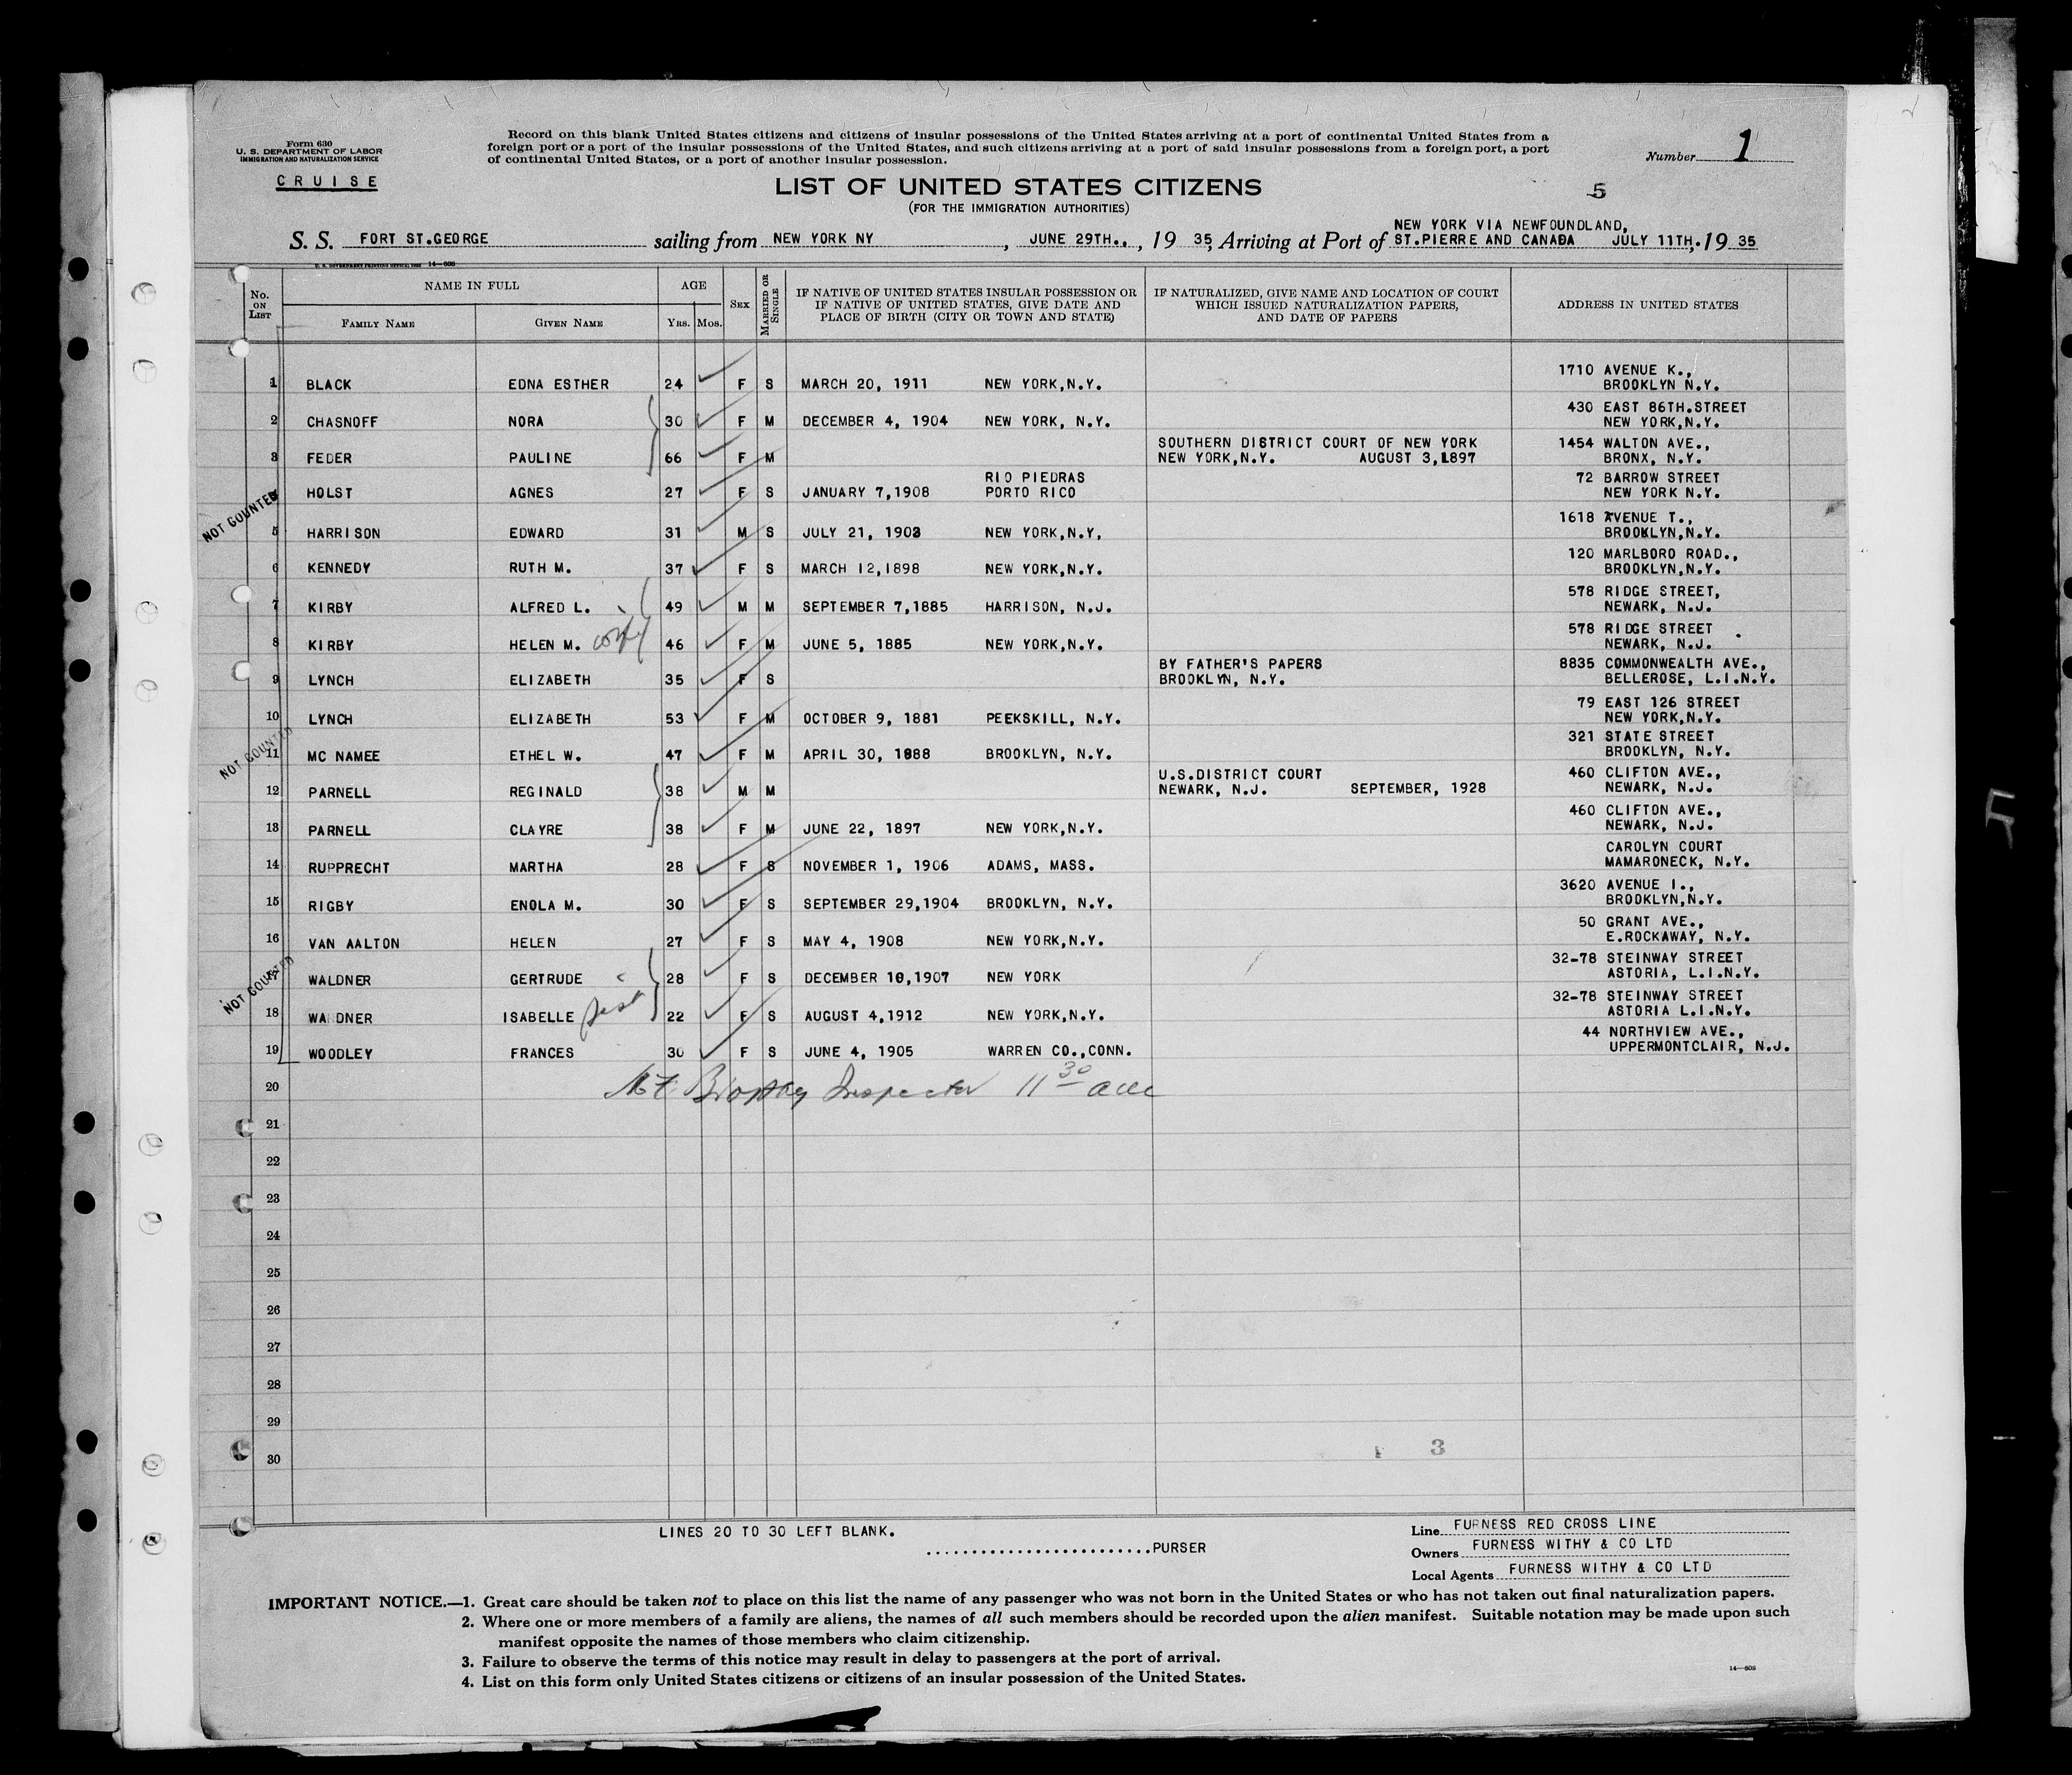 Form 630
U. S. DEPARTMENT OF LABOR
IMMIGRATION AND NATURALIZATION SERVICE
CRUISE
Record on this blank United States citizens and citizens of insular possessions of the United States arriving at a port of continental United States from a
foreign port or a port of the insular possessions of the United States, and such citizens arriving at a port of said insular possessions from a foreign port, a port
of continental United States, or a port of another insular possession.
Number 1
LIST OF UNITED STATES CITIZENS
(FOR THE IMMIGRATION AUTHORITIES)
5
NEW YORK VIA NEWFOUNDLAND,
S. S. FORT ST.GEORGE sailing from NEW YORK NY, JUNE 29TH., 19 35, Arriving at Port of ST.PIERRE AND CANADA JULY 11TH, 19 35
U. S. GOVERNMENT PRINTING OFFICE 14—608
No. ON LIST
NAME IN FULL
FAMILY NAME
GIVEN NAME
AGE
YRS. MOS.
SEX
MARRIED OR SINGLE
IF NATIVE OF UNITED STATES INSULAR POSSESSION OR
IF NATIVE OF UNITED STATES, GIVE DATE AND
PLACE OF BIRTH (CITY OR TOWN AND STATE)
IF NATURALIZED, GIVE NAME AND LOCATION OF COURT
WHICH ISSUED NATURALIZATION PAPERS,
AND DATE OF PAPERS
ADDRESS IN UNITED STATES
1710 AVENUE K.,
1 BLACK EDNA ESTHER 24 F S MARCH 20, 1911 NEW YORK,N.Y. BROOKLYN N.Y.
430 EAST 86TH.STREET
2 CHASNOFF NORA 30 F M DECEMBER 4, 1904 NEW YORK, N.Y. NEW YORK,N.Y.
SOUTHERN DISTRICT COURT OF NEW YORK 1454 WALTON AVE.,
3 FEDER PAULINE 66 F M NEW YORK,N.Y. AUGUST 3,1897 BRONX, N.Y.
RIO PIEDRAS 72 BARROW STREET
HOLST AGNES 27 F S JANUARY 7,1908 PORTO RICO NEW YORK N.Y.
NOT COUNTED
1618 AVENUE T.,
5 HARRISON EDWARD 31 M S JULY 21, 1903 NEW YORK,N.Y, BROOKLYN,N.Y.
120 MARLBORO ROAD.,
6 KENNEDY RUTH M. 37 F S MARCH 12,1898 NEW YORK,N.Y. BROOKLYN,N.Y.
578 RIDGE STREET,
7 KIRBY ALFRED L. 49 M M SEPTEMBER 7,1885 HARRISON, N.J. NEWARK, N.J.
578 RIDGE STREET
8 KIRBY HELEN M. wife 46 F M JUNE 5, 1885 NEW YORK,N.Y. NEWARK, N.J.
BY FATHER'S PAPERS 8835 COMMONWEALTH AVE.,
9 LYNCH ELIZABETH 35 F S BROOKLYN, N.Y. BELLEROSE, L.I.N.Y.
79 EAST 126 STREET
10 LYNCH ELIZABETH 53 F M OCTOBER 9, 1881 PEEKSKILL, N.Y. NEW YORK,N.Y.
321 STATE STREET
11 MC NAMEE ETHEL W. 47 F M APRIL 30, 1888 BROOKLYN, N.Y. BROOKLYN, N.Y.
NOT COUNTED
U.S.DISTRICT COURT 460 CLIFTON AVE.,
12 PARNELL REGINALD 38 M M NEWARK, N.J. SEPTEMBER, 1928 NEWARK, N.J.
460 CLIFTON AVE.,
13 PARNELL CLAYRE 38 F M JUNE 22, 1897 NEW YORK,N.Y. NEWARK, N.J.
CAROLYN COURT
14 RUPPRECHT MARTHA 28 F S NOVEMBER 1, 1906 ADAMS, MASS. MAMARONECK, N.Y.
3620 AVENUE I.,
15 RIGBY ENOLA M. 30 F S SEPTEMBER 29,1904 BROOKLYN, N.Y. BROOKLYN,N.Y.
50 GRANT AVE.,
16 VAN AALTON HELEN 27 F S MAY 4, 1908 NEW YORK,N.Y. E.ROCKAWAY, N.Y.
32-78 STEINWAY STREET
WALDNER GERTRUDE 28 F S DECEMBER 10,1907 NEW YORK ASTORIA, L.I.N.Y.
NOT COUNTED
32-78 STEINWAY STREET
18 WA DNER ISABELLE 22 F S AUGUST 4,1912 NEW YORK,N.Y. ASTORIA L.I.N.Y.
44 NORTHVIEW AVE.,
19 WOODLEY FRANCES 30 F S JUNE 4, 1905 WARREN CO.,CONN. UPPERMONTCLAIR, N.J.
20 Inspector 11 30
21
22
23
24
25
26
27
28
29
30
3
LINES 20 TO 30 LEFT BLANK.
PURSER
Line FURNESS RED CROSS LINE
Owners FURNESS WITHY & CO LTD
Local Agents FURNESS WITHY & CO LTD
IMPORTANT NOTICE.—1. Great care should be taken not to place on this list the name of any passenger who was not born in the United States or who has not taken out final naturalization papers.
2. Where one or more members of a family are aliens, the names of all such members should be recorded upon the alien manifest. Suitable notation may be made upon such
manifest opposite the names of those members who claim citizenship.
3. Failure to observe the terms of this notice may result in delay to passengers at the port of arrival.
4. List on this form only United States citizens or citizens of an insular possession of the United States.
14—608